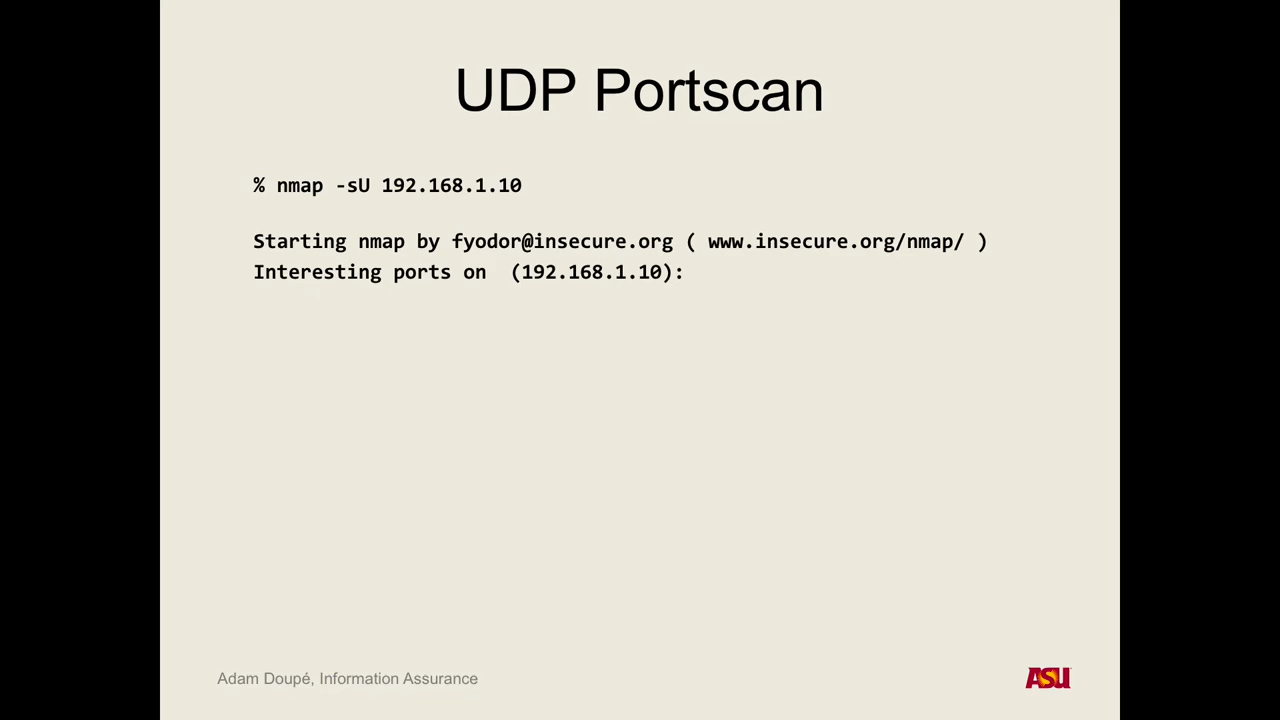 UDP Portscan
% nmap -sU 192.168.1.10
Starting nmap by fyodor@insecure.org ( www.insecure.org/nmap/ )
Interesting ports on  (192.168.1.10):
Adam Doupé, Information Assurance
ASU